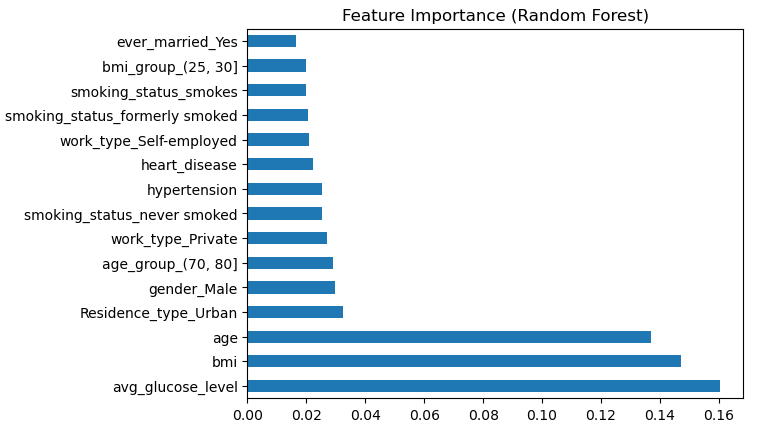 Feature Importance (Random Forest)
ever_married_Yes
bmi_group_(25, 30]
smoking_status_smokes
smoking_status_formerly smoked
work_type_Self-employed
heart_disease
hypertension
smoking_status_never smoked
work_type_Private
age_group_(70, 80]
gender_Male
Residence_type_Urban
age
bmi
avg_glucose_level
0.00 0.02 0.04 0.06 0.08 0.10 0.12 0.14 0.16